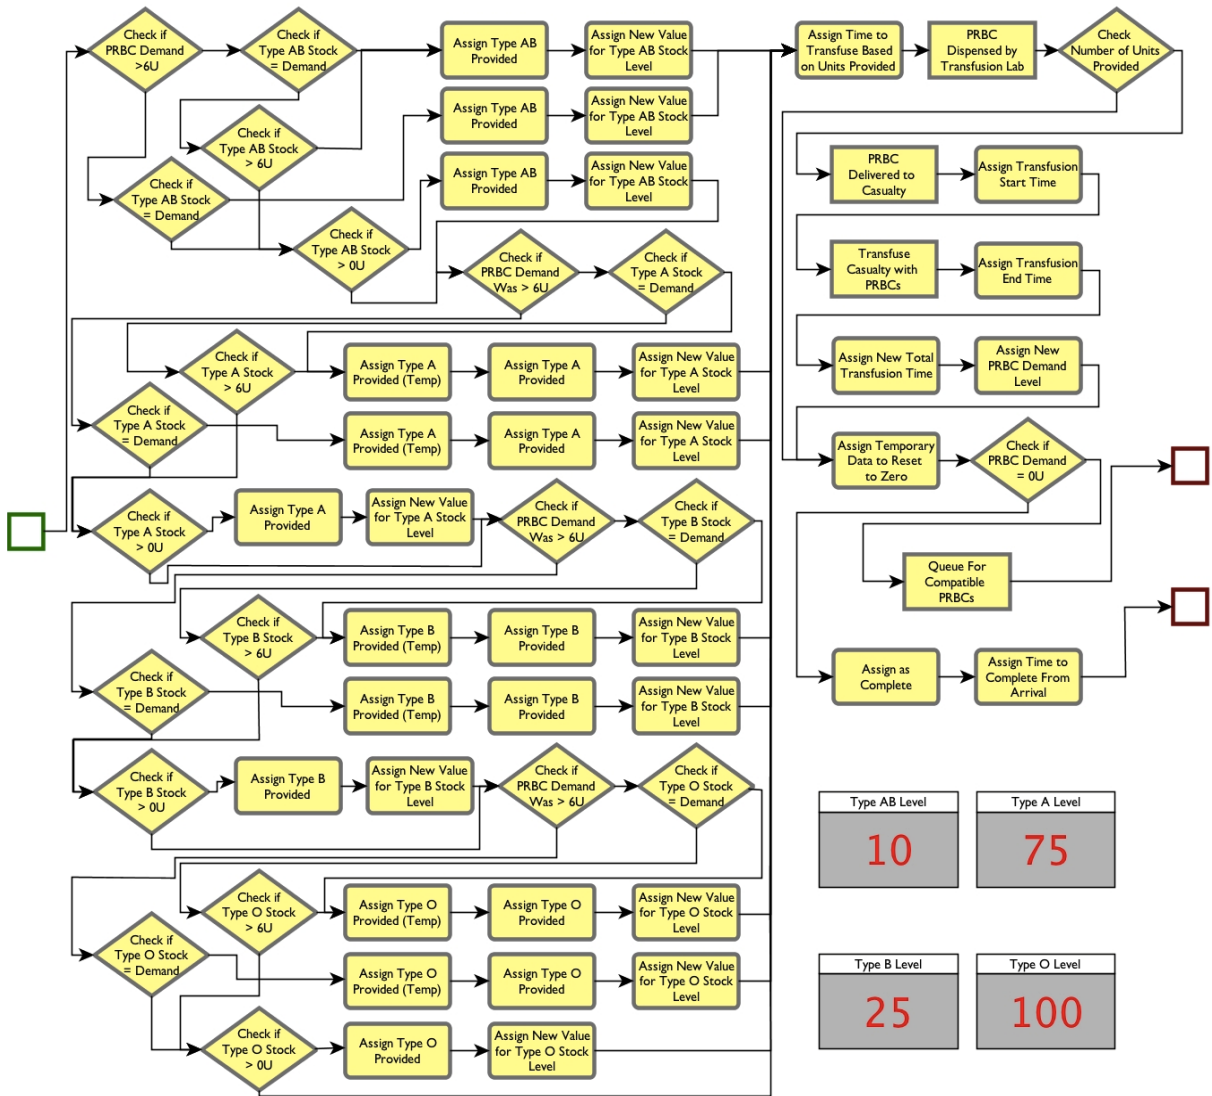 Check if
PRBC Demand
>6U
Check if
Type AB Stock
= Demand
Assign Type AB
Provided
Assign New Value
for Type AB Stock
Level
Assign Time to
Transfuse Based
on Units Provided
PRBC
Dispensed by
Transfusion Lab
Check
Number of Units
Provided
Check if
Type AB Stock
> 6U
Assign Type AB
Provided
Assign New Value
for Type AB Stock
Level
Check if
Type AB Stock
= Demand
Assign Type AB
Provided
Assign New Value
for Type AB Stock
Level
PRBC
Delivered to
Casualty
Assign Transfusion
Start Time
Check if
Type AB Stock
> 0U
Check if
PRBC Demand
Was > 6U
Check if
Type A Stock
= Demand
Transfuse
Casualty with
PRBCs
Assign Transfusion
End Time
Check if
Type A Stock
> 6U
Assign Type A
Provided (Temp)
Assign Type A
Provided
Assign New Value
for Type A Stock
Level
Assign New Total
Transfusion Time
Assign New
PRBC Demand
Level
Check if
Type A Stock
= Demand
Assign Type A
Provided (Temp)
Assign Type A
Provided
Assign New Value
for Type A Stock
Level
Assign Temporary
Data to Reset
to Zero
Check if
PRBC Demand
= 0U
Check if
Type A Stock
> 0U
Assign Type A
Provided
Assign New Value
for Type A Stock
Level
Check if
PRBC Demand
Was > 6U
Check if
Type B Stock
= Demand
Queue For
Compatible
PRBCs
Check if
Type B Stock
> 6U
Assign Type B
Provided (Temp)
Assign Type B
Provided
Assign New Value
for Type B Stock
Level
Check if
Type B Stock
= Demand
Assign Type B
Provided (Temp)
Assign Type B
Provided
Assign New Value
for Type B Stock
Level
Assign as
Complete
Assign Time to
Complete From
Arrival
Check if
Type B Stock
> 0U
Assign Type B
Provided
Assign New Value
for Type B Stock
Level
Check if
PRBC Demand
Was > 6U
Check if
Type O Stock
= Demand
Type AB Level
10
Type A Level
75
Check if
Type O Stock
> 6U
Assign Type O
Provided (Temp)
Assign Type O
Provided
Assign New Value
for Type O Stock
Level
Check if
Type O Stock
= Demand
Assign Type O
Provided (Temp)
Assign Type O
Provided
Assign New Value
for Type O Stock
Level
Type B Level
25
Type O Level
100
Check if
Type O Stock
> 0U
Assign Type O
Provided
Assign New Value
for Type O Stock
Level